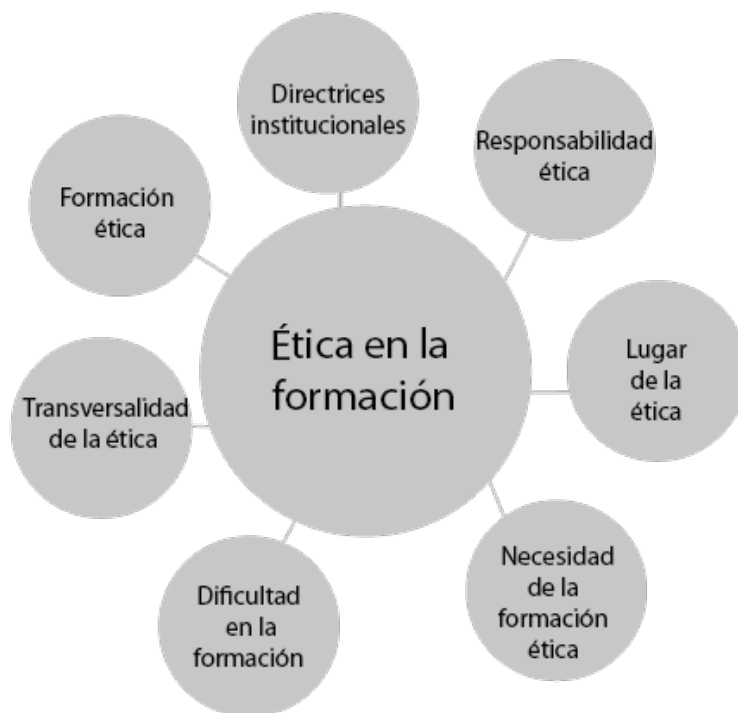 Directrices
institucionales
Responsabilidad
ética
Formación
ética
Ética en la
formación
Lugar
de la
ética
Transversalidad
de la ética
Necesidad
de la
formación
ética
Dificultad
en la
formación